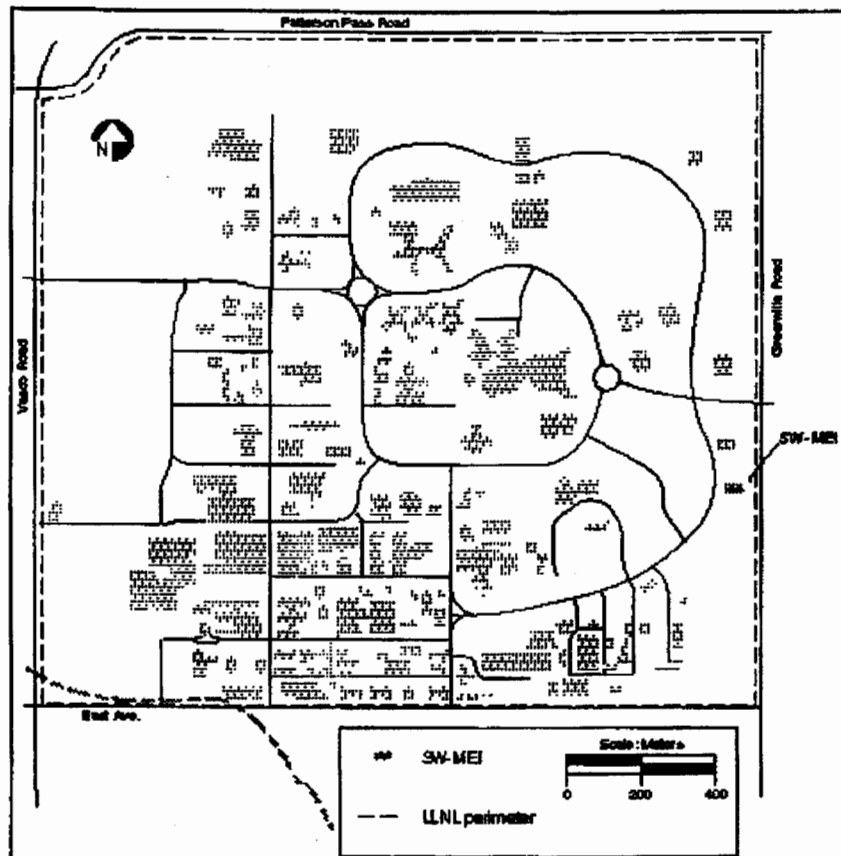 Patterson Pass Road
N
Greenville Road
Vasco Road
SW-MEI
East Ave.
SW-MEI
Scale: Meters
0 200 400
LLNL perimeter